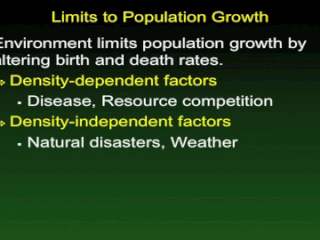 Limits to Population Growth
Environment limits population growth by
altering birth and death rates.
Density-dependent factors
Disease, Resource competition
Density-independent factors
Natural disasters, Weather